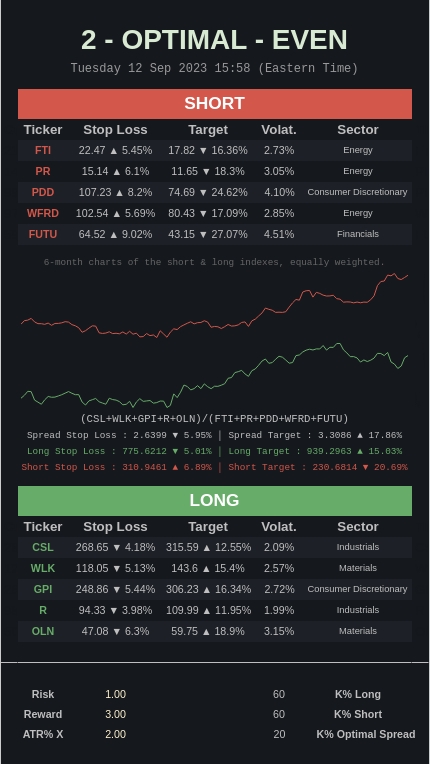 2 - OPTIMAL - EVEN
Tuesday 12 Sep 2023 15:58 (Eastern Time)
SHORT
Ticker Stop Loss Target Volat. Sector
FTI 22.47 ▲ 5.45% 17.82 ▼ 16.36% 2.73% Energy
PR 15.14 ▲ 6.1% 11.65 ▼ 18.3% 3.05% Energy
PDD 107.23 ▲ 8.2% 74.69 ▼ 24.62% 4.10% Consumer Discretionary
WFRD 102.54 ▲ 5.69% 80.43 ▼ 17.09% 2.85% Energy
FUTU 64.52 ▲ 9.02% 43.15 ▼ 27.07% 4.51% Financials
6-month charts of the short & long indexes, equally weighted.
(CSL+WLK+GPI+R+OLN)/(FTI+PR+PDD+WFRD+FUTU)
Spread Stop Loss : 2.6399 ▼ 5.95% | Spread Target : 3.3086 ▲ 17.86%
Long Stop Loss : 775.6212 ▼ 5.01% | Long Target : 939.2963 ▲ 15.03%
Short Stop Loss : 310.9461 ▲ 6.89% | Short Target : 230.6814 ▼ 20.69%
LONG
Ticker Stop Loss Target Volat. Sector
CSL 268.65 ▼ 4.18% 315.59 ▲ 12.55% 2.09% Industrials
WLK 118.05 ▼ 5.13% 143.6 ▲ 15.4% 2.57% Materials
GPI 248.86 ▼ 5.44% 306.23 ▲ 16.34% 2.72% Consumer Discretionary
R 94.33 ▼ 3.98% 109.99 ▲ 11.95% 1.99% Industrials
OLN 47.08 ▼ 6.3% 59.75 ▲ 18.9% 3.15% Materials
Risk 1.00 60 K% Long
Reward 3.00 60 K% Short
ATR% X 2.00 20 K% Optimal Spread